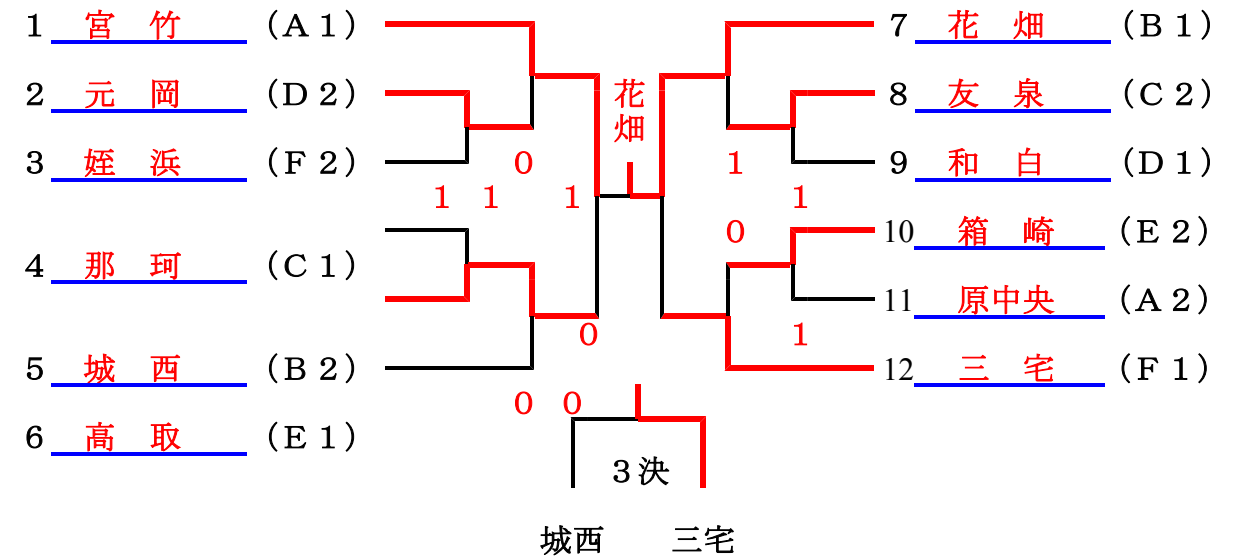 1 宮 竹 (A1)
2 元 岡 (D2)
3 姪 浜 (F2)
4 那 珂 (C1)
5 城 西 (B2)
6 高 取 (E1)
0
1 1 1
0
0 0
花畑
7 花 畑 (B1)
8 友 泉 (C2)
9 和 白 (D1)
10 箱 崎 (E2)
11 原中央 (A2)
12 三 宅 (F1)
1
1
0
1
3決
城西 三宅